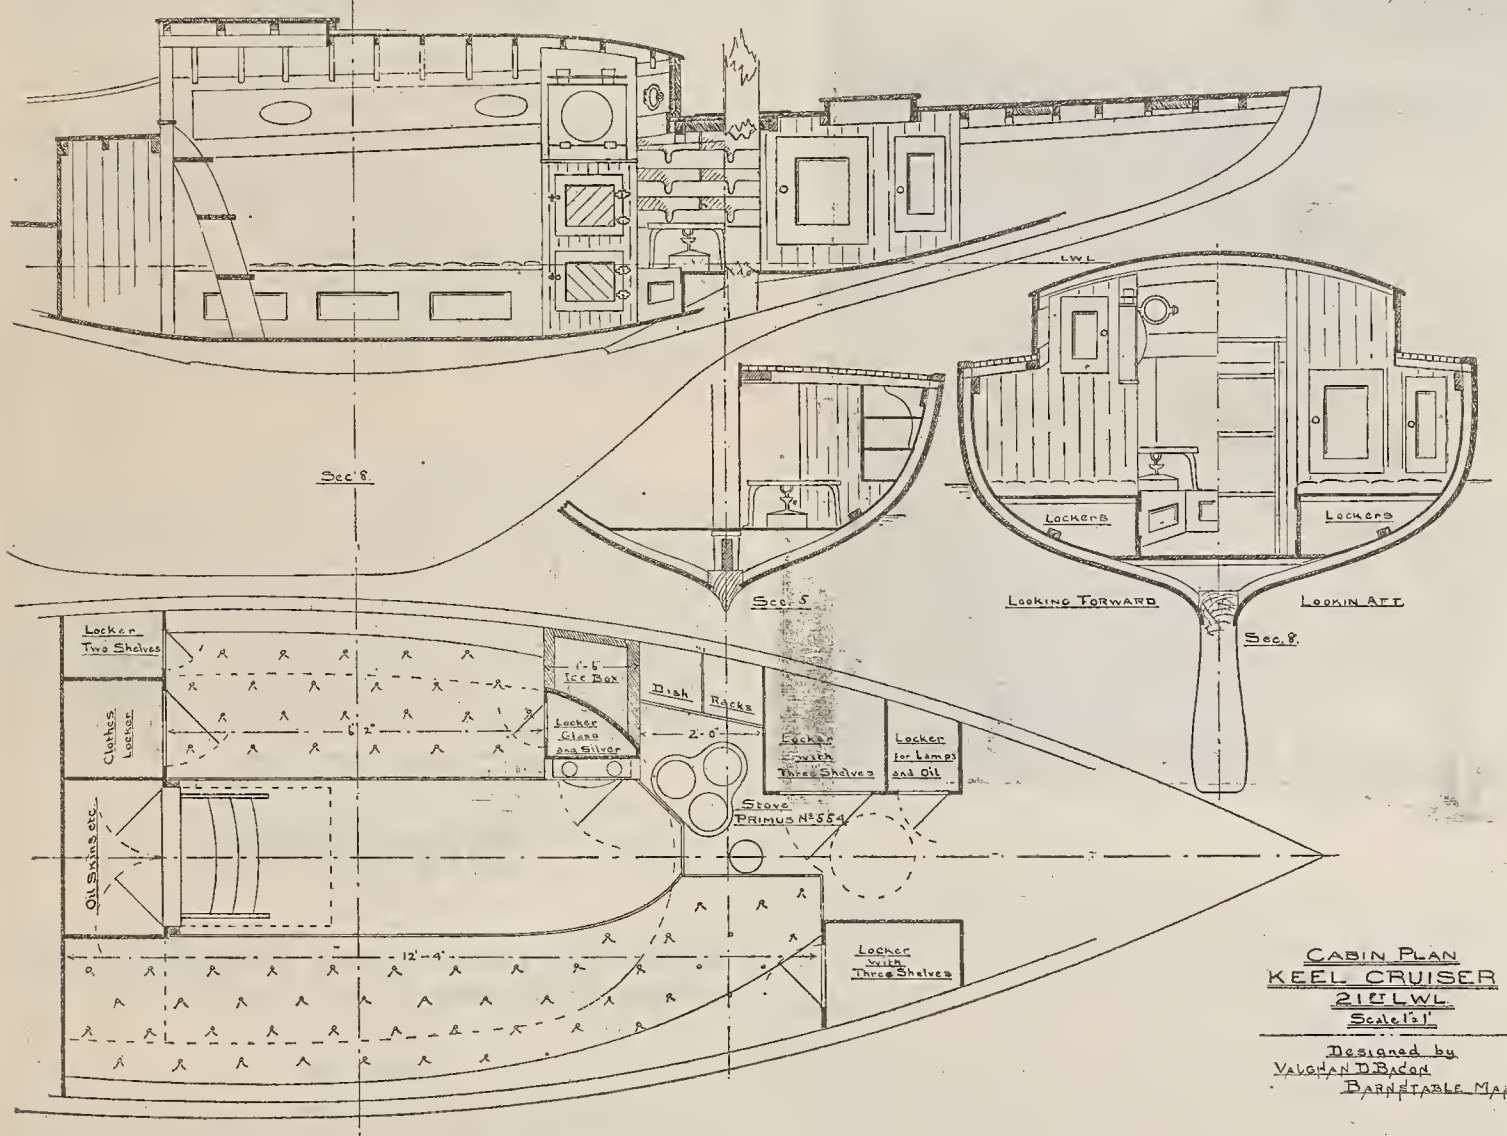 LWL
Sec 8.
Sec. 5
LOCKERS
LOCKERS
LOOKING FORWARD
LOOKIN AFT
Sec. 8.
Locker
Two Shelves
Clothes
Locker
Oil Skins etc
6' 2"
1'-6"
Ice Box
Locker
Glass
and Silver
Dish
Racks
2'-0"
Locker
with
Three Shelves
Locker
for Lamps
and Oil
Stove
PRIMUS Nº 554
12'-4"
Locker
with
Three Shelves
CABIN PLAN
KEEL CRUISER
21 FT LWL
Scale 1"=1'
Designed by
VAUGHAN D. BACON
BARNSTABLE MA